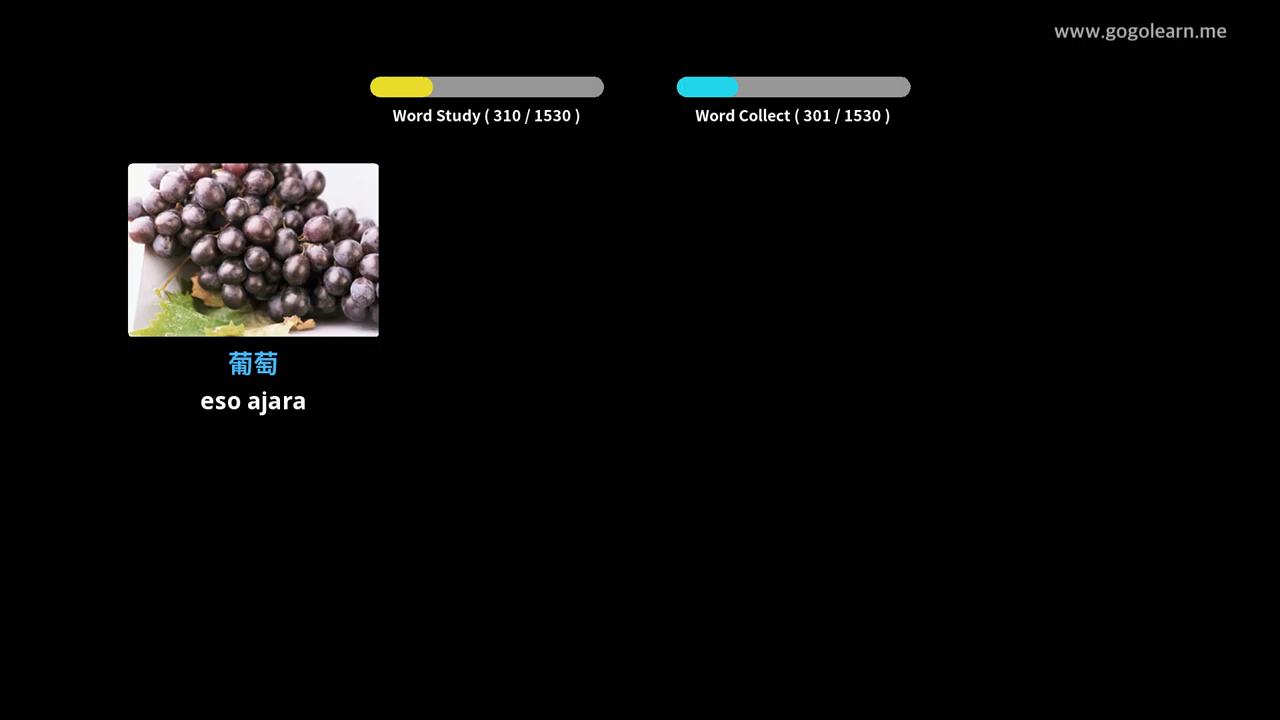 www.gogolearn.me
Word Study ( 310 / 1530 )
Word Collect ( 301 / 1530 )
葡萄
eso ajara